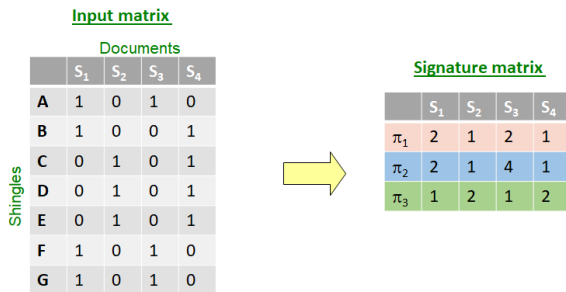 Input matrix
Documents
Shingles
S1 S2 S3 S4
A 1 0 1 0
B 1 0 0 1
C 0 1 0 1
D 0 1 0 1
E 0 1 0 1
F 1 0 1 0
G 1 0 1 0
Signature matrix
S1 S2 S3 S4
π1 2 1 2 1
π2 2 1 4 1
π3 1 2 1 2